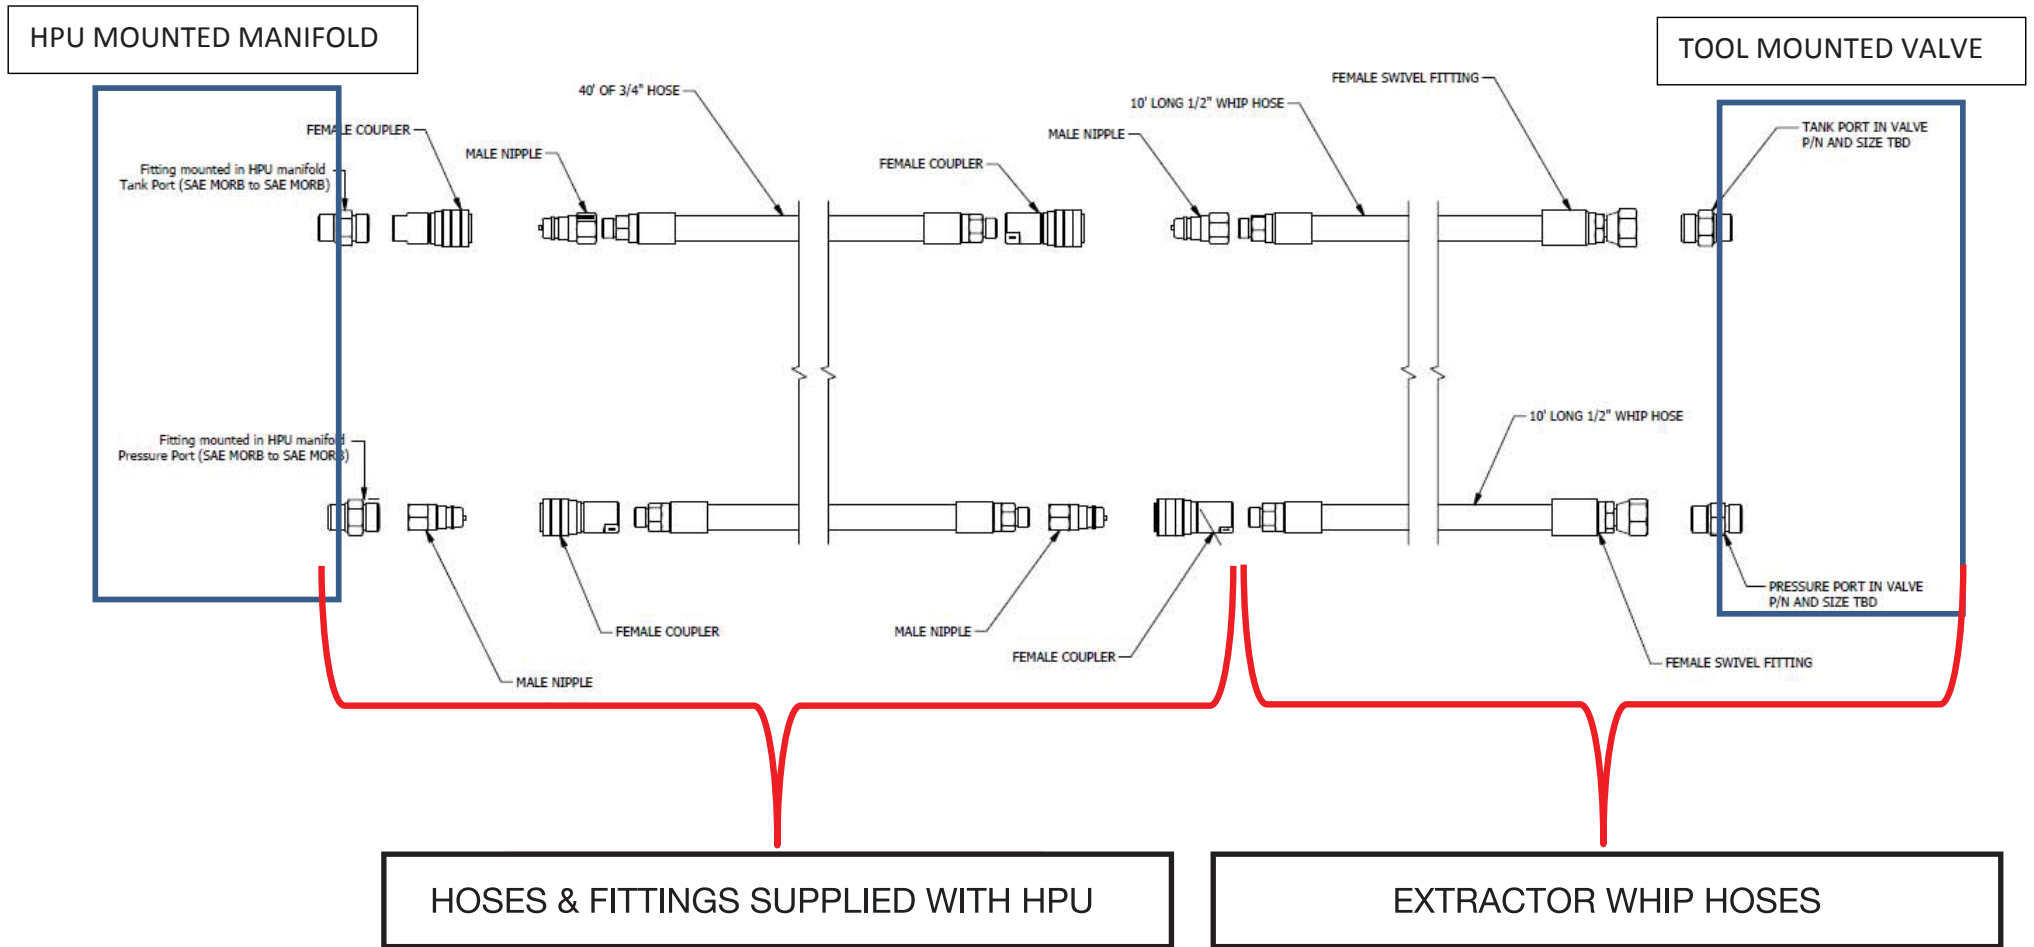 HPU MOUNTED MANIFOLD
TOOL MOUNTED VALVE
FEMALE SWIVEL FITTING
40' OF 3/4" HOSE
10' LONG 1/2" WHIP HOSE
FEMALE COUPLER
MALE NIPPLE
FEMALE COUPLER
MALE NIPPLE
TANK PORT IN VALVE
P/N AND SIZE TBD
Fitting mounted in HPU manifold
Tank Port (SAE MORB to SAE MORB)
10' LONG 1/2" WHIP HOSE
Fitting mounted in HPU manifold
Pressure Port (SAE MORB to SAE MORB)
PRESSURE PORT IN VALVE
P/N AND SIZE TBD
FEMALE COUPLER
MALE NIPPLE
FEMALE COUPLER
FEMALE SWIVEL FITTING
MALE NIPPLE
HOSES & FITTINGS SUPPLIED WITH HPU
EXTRACTOR WHIP HOSES